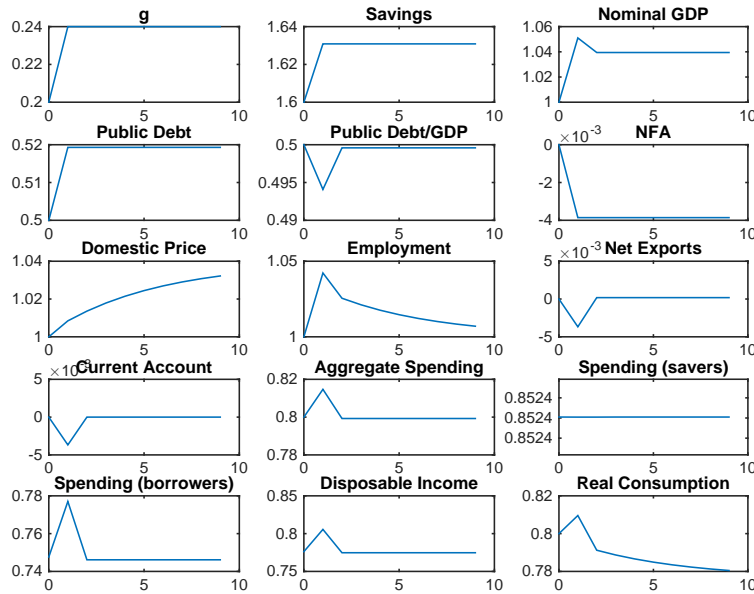 g
Savings
Nominal GDP
0.24
0.22
0.2
0 5 10
1.64
1.62
1.6
0 5 10
1.06
1.04
1.02
1
0 5 10
Public Debt
Public Debt/GDP
NFA
0.52
0.51
0.5
0 5 10
0.5
0.495
0.49
0 5 10
×10⁻³
0
-2
-4
0 5 10
Domestic Price
Employment
Net Exports
1.04
1.02
1
0 5 10
1.05
1
0 5 10
×10⁻³
5
0
-5
0 5 10
Current Account
Aggregate Spending
Spending (savers)
×10⁻³
5
0
-5
0 5 10
0.82
0.8
0.78
0 5 10
0.8524
0.8524
0.8524
0 5 10
Spending (borrowers)
Disposable Income
Real Consumption
0.78
0.76
0.74
0 5 10
0.85
0.8
0.75
0 5 10
0.82
0.8
0.78
0 5 10